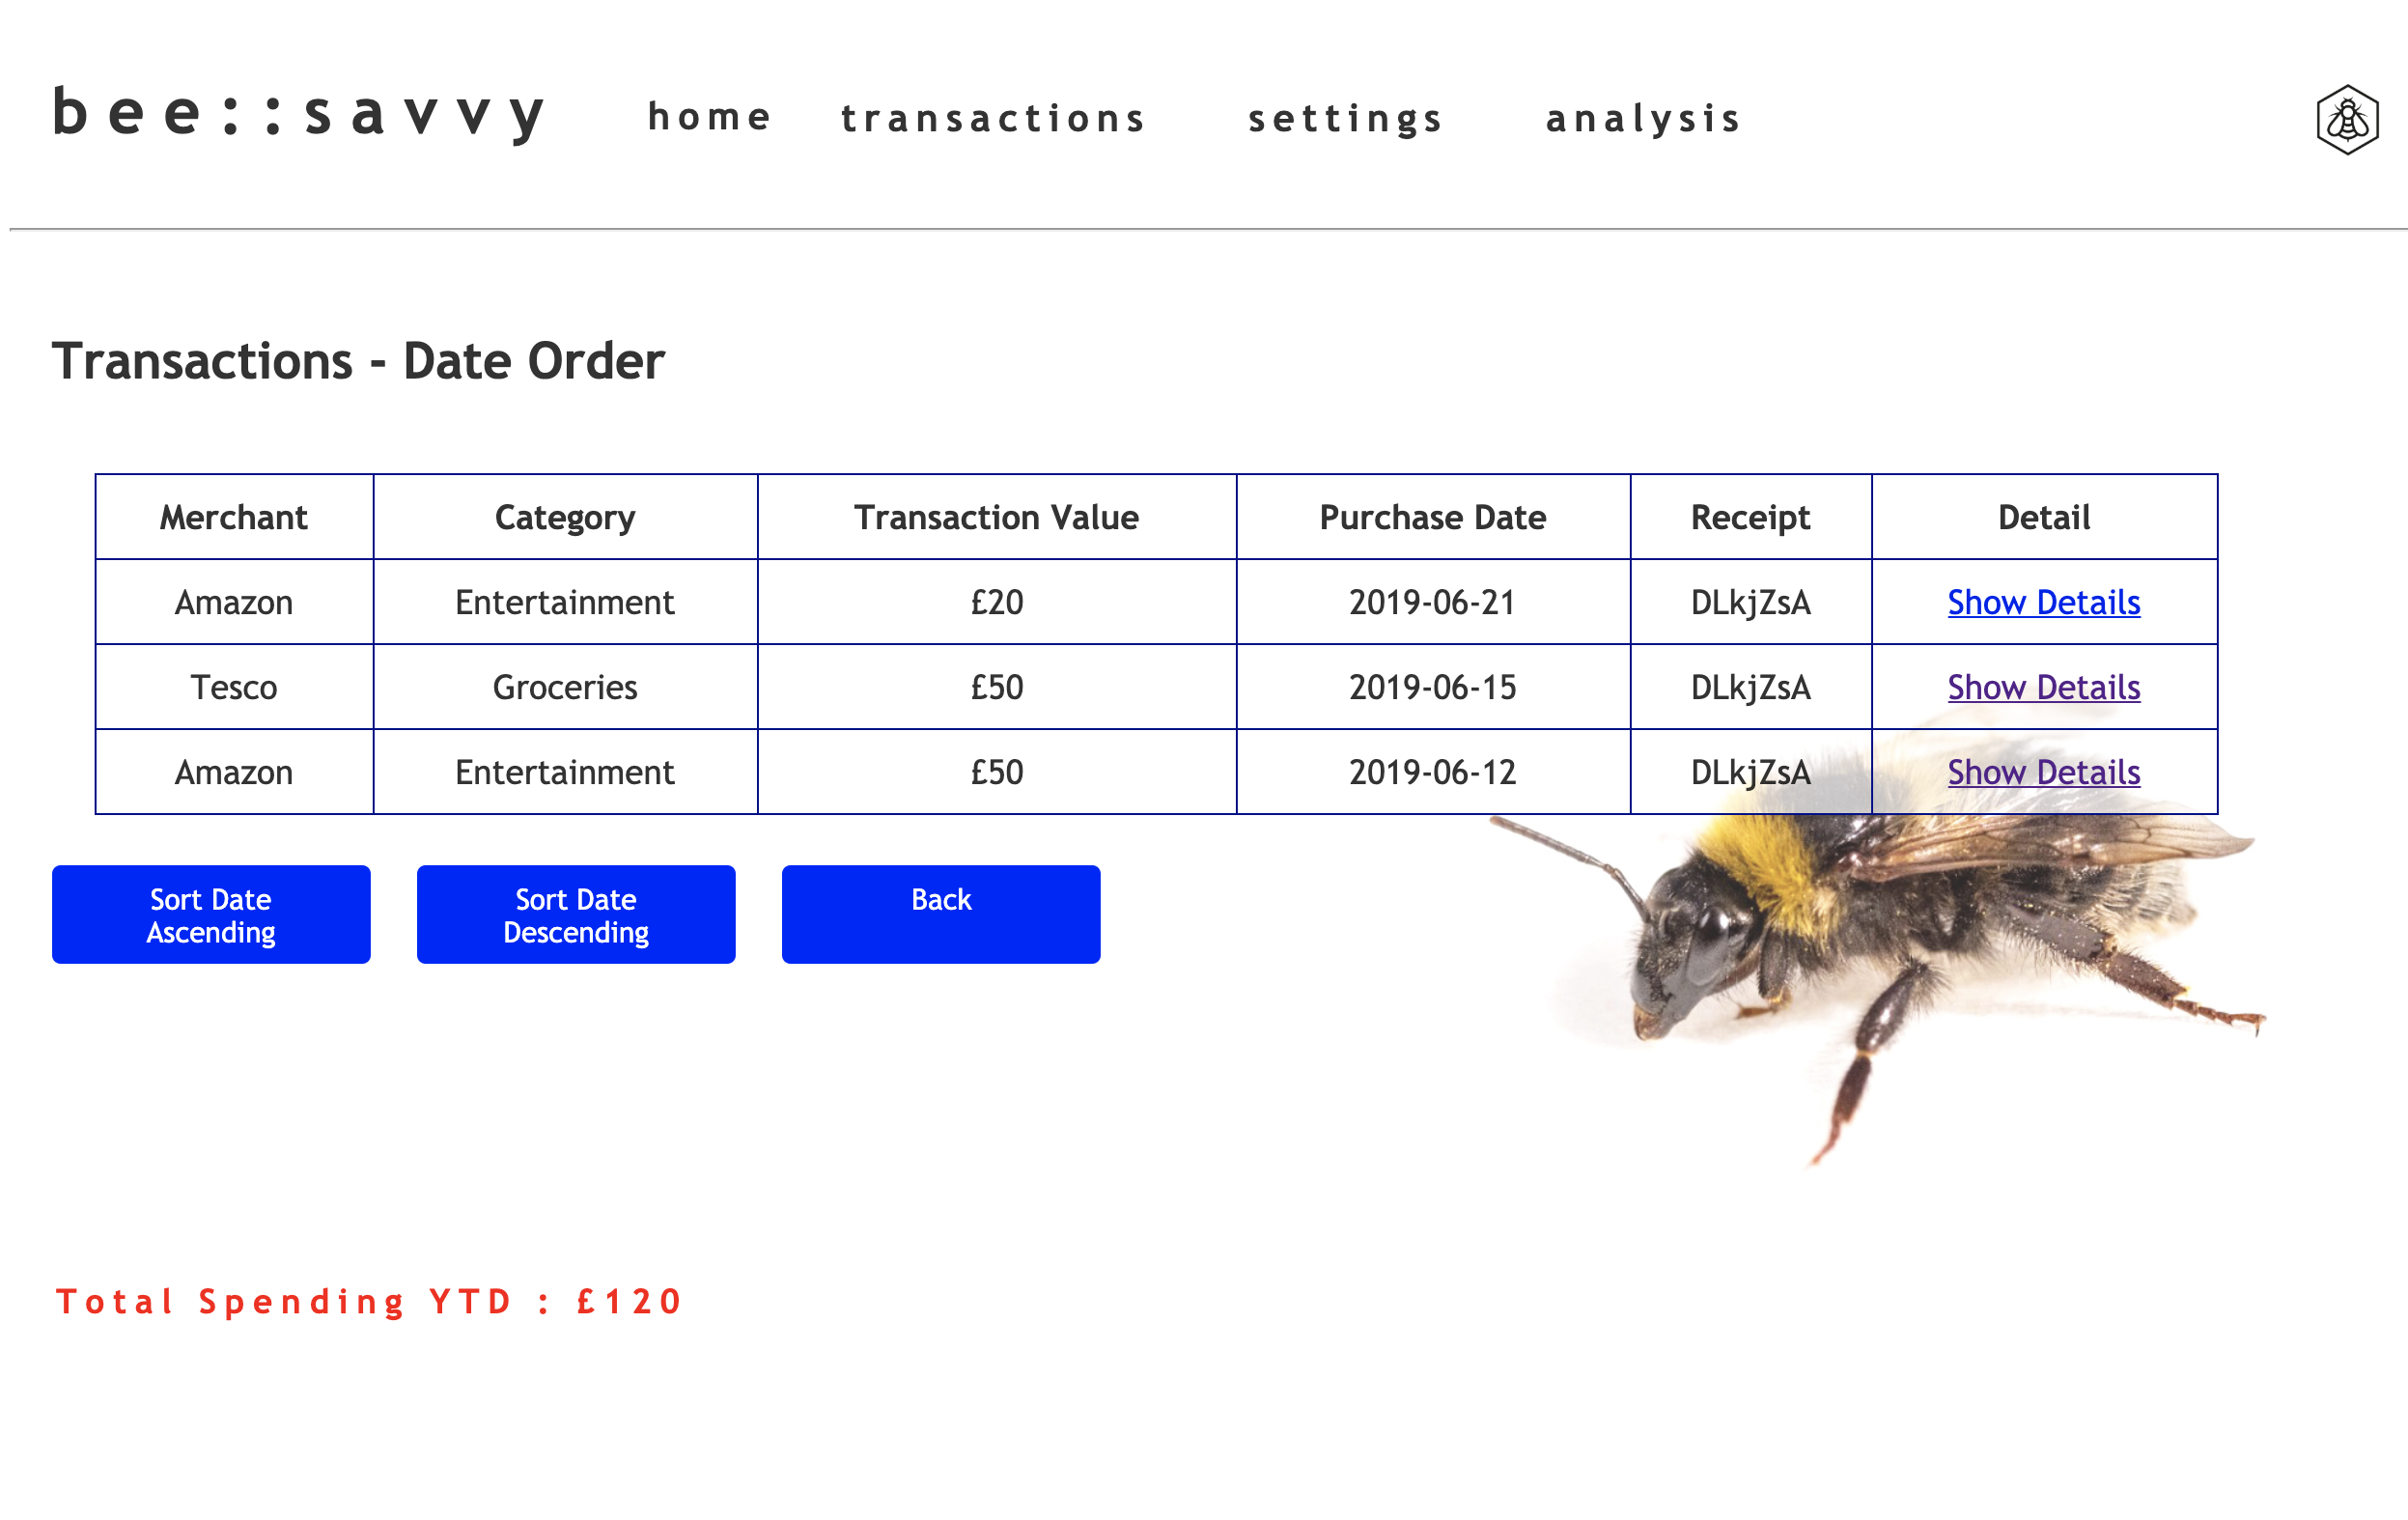 bee::savvy home transactions settings analysis
Transactions - Date Order
Merchant Category Transaction Value Purchase Date Receipt Detail
Amazon Entertainment £20 2019-06-21 DLkjZsA Show Details
Tesco Groceries £50 2019-06-15 DLkjZsA Show Details
Amazon Entertainment £50 2019-06-12 DLkjZsA Show Details
Sort Date
Ascending
Sort Date
Descending
Back
Total Spending YTD : £120